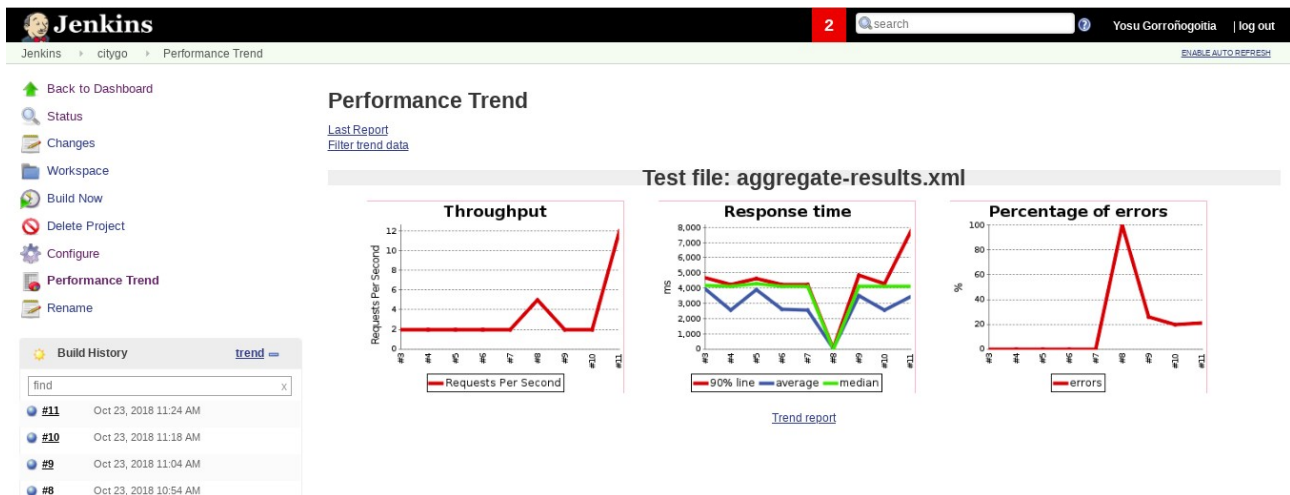 Jenkins
2
search
Yosu Gorroñogoitia | log out
Jenkins citygo Performance Trend
ENABLE AUTO REFRESH
Back to Dashboard
Status
Changes
Workspace
Build Now
Delete Project
Configure
Performance Trend
Rename
Build History trend
find x
#11 Oct 23, 2018 11:24 AM
#10 Oct 23, 2018 11:18 AM
#9 Oct 23, 2018 11:04 AM
#8 Oct 23, 2018 10:54 AM
Performance Trend
Last Report
Filter trend data
Test file: aggregate-results.xml
Throughput
Requests Per Second
12
10
8
6
4
2
0
#3 #4 #5 #6 #7 #8 #9 #10 #11
Requests Per Second
Response time
ms
8,000
7,000
6,000
5,000
4,000
3,000
2,000
1,000
0
#3 #4 #5 #6 #7 #8 #9 #10 #11
90% line average median
Percentage of errors
%
100
80
60
40
20
0
#3 #4 #5 #6 #7 #8 #9 #10 #11
errors
Trend report